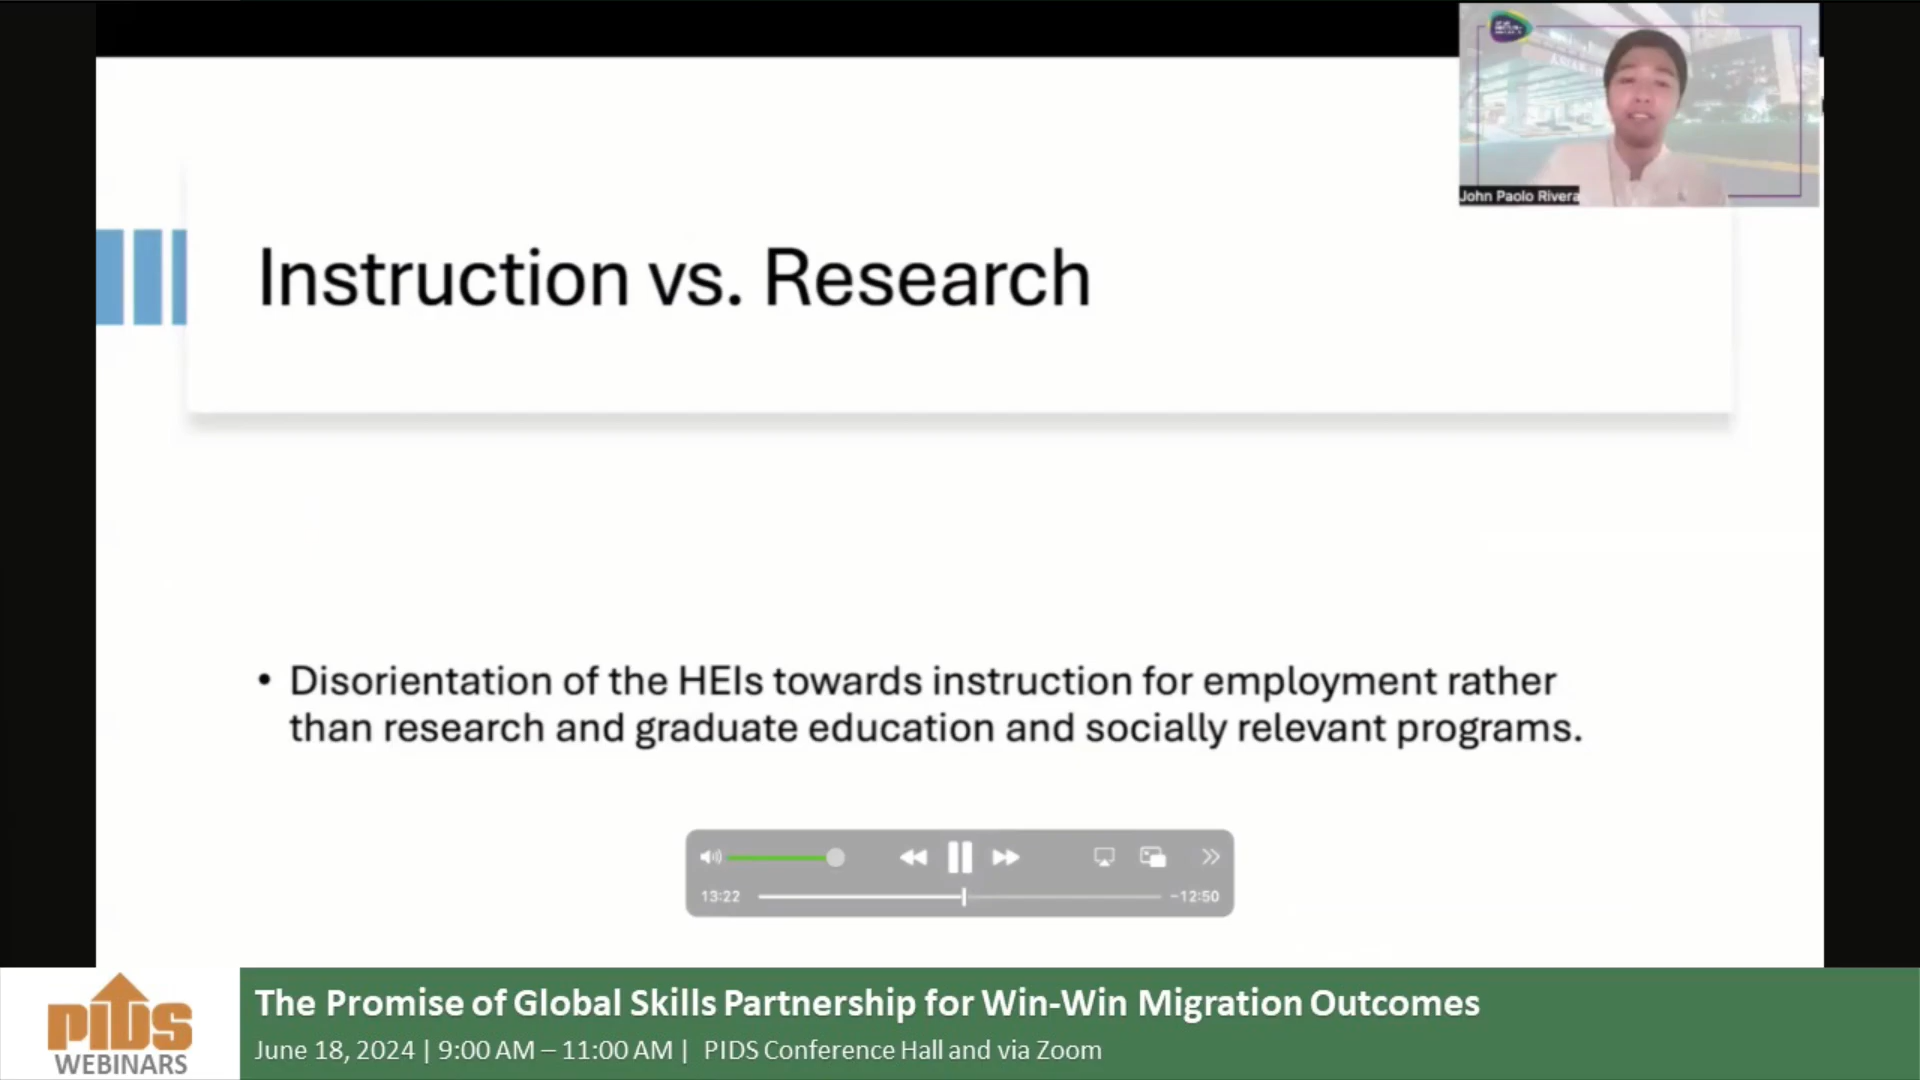 John Paolo Rivera
Instruction vs. Research
• Disorientation of the HEIs towards instruction for employment rather
than research and graduate education and socially relevant programs.
13:22
-12:50
PIDS
WEBINARS
The Promise of Global Skills Partnership for Win-Win Migration Outcomes
June 18, 2024 | 9:00 AM – 11:00 AM | PIDS Conference Hall and via Zoom